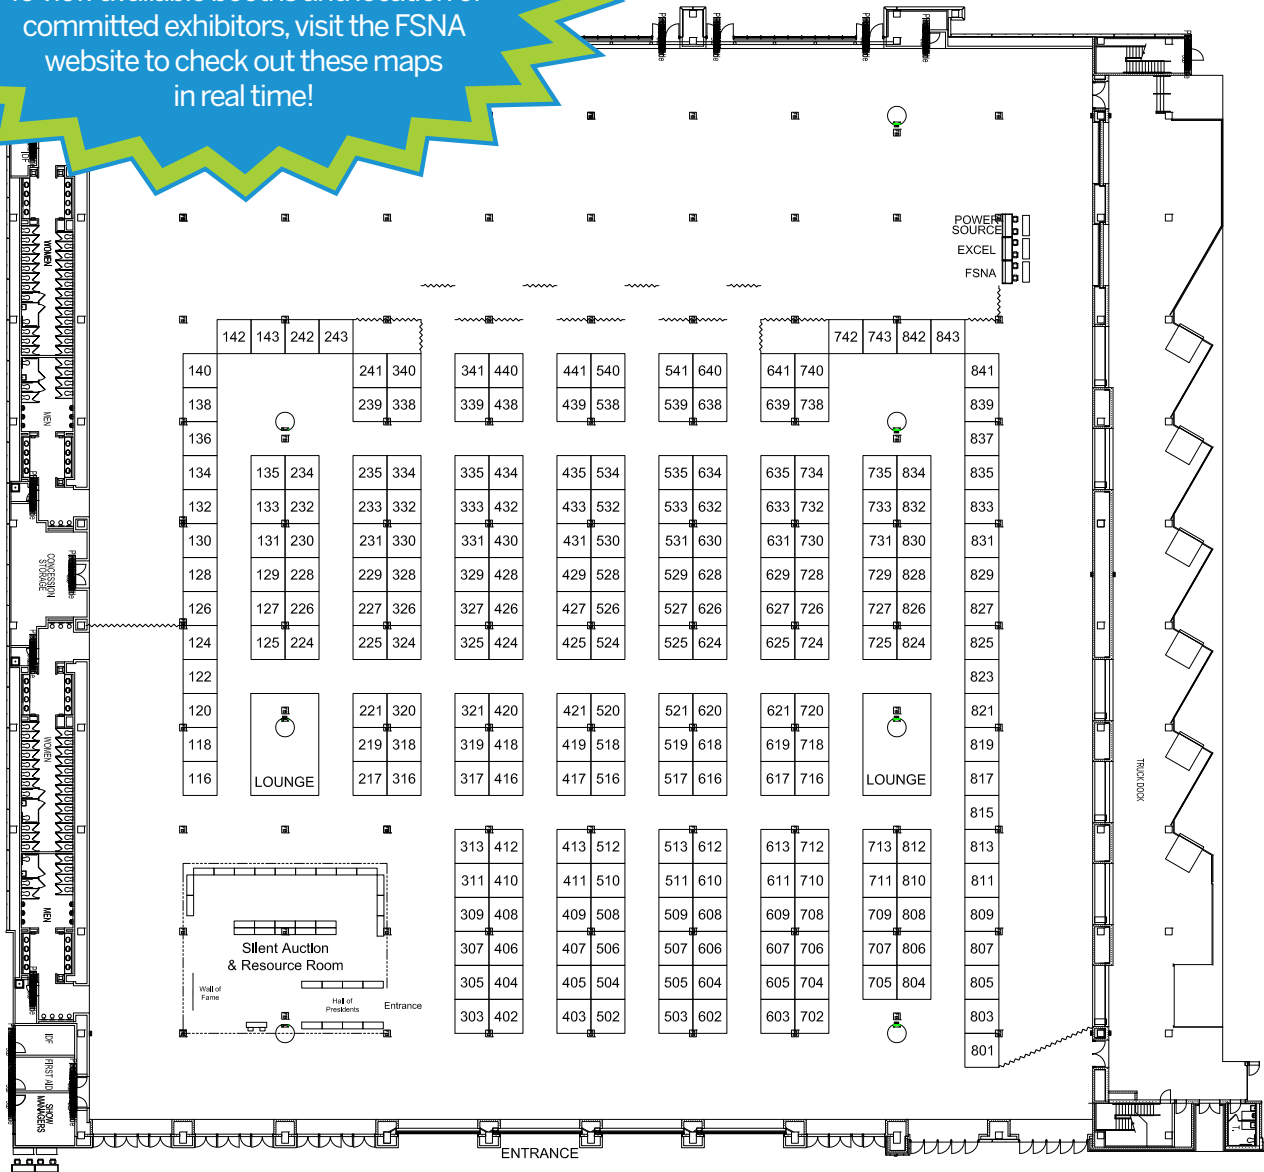 committed exhibitors, visit the FSNA
website to check out these maps
in real time!
POWER
SOURCE
EXCEL
FSNA
142 143 242 243 742 743 842 843
140 241 340 341 440 441 540 541 640 641 740 841
138 239 338 339 438 439 538 539 638 639 738 839
136 837
134 135 234 235 334 335 434 435 534 535 634 635 734 735 834 835
132 133 232 233 332 333 432 433 532 533 632 633 732 733 832 833
130 131 230 231 330 331 430 431 530 531 630 631 730 731 830 831
128 129 228 229 328 329 428 429 528 529 628 629 728 729 828 829
126 127 226 227 326 327 426 427 526 527 626 627 726 727 826 827
124 125 224 225 324 325 424 425 524 525 624 625 724 725 824 825
122 823
120 221 320 321 420 421 520 521 620 621 720 821
118 219 318 319 418 419 518 519 618 619 718 819
116 LOUNGE 217 316 317 416 417 516 517 616 617 716 LOUNGE 817
815
313 412 413 512 513 612 613 712 713 812 813
311 410 411 510 511 610 611 710 711 810 811
309 408 409 508 509 608 609 708 709 808 809
307 406 407 506 507 606 607 706 707 806 807
305 404 405 504 505 604 605 704 705 804 805
303 402 403 502 503 602 603 702 803
801
Silent Auction
& Resource Room
Wall of
Fame
Hall of
Presidents
Entrance
WOMEN
MEN
CONCESSION
STORAGE
WOMEN
MEN
IDF
FIRST AID
SHOW
MANAGERS
TRUCK DOCK
ENTRANCE